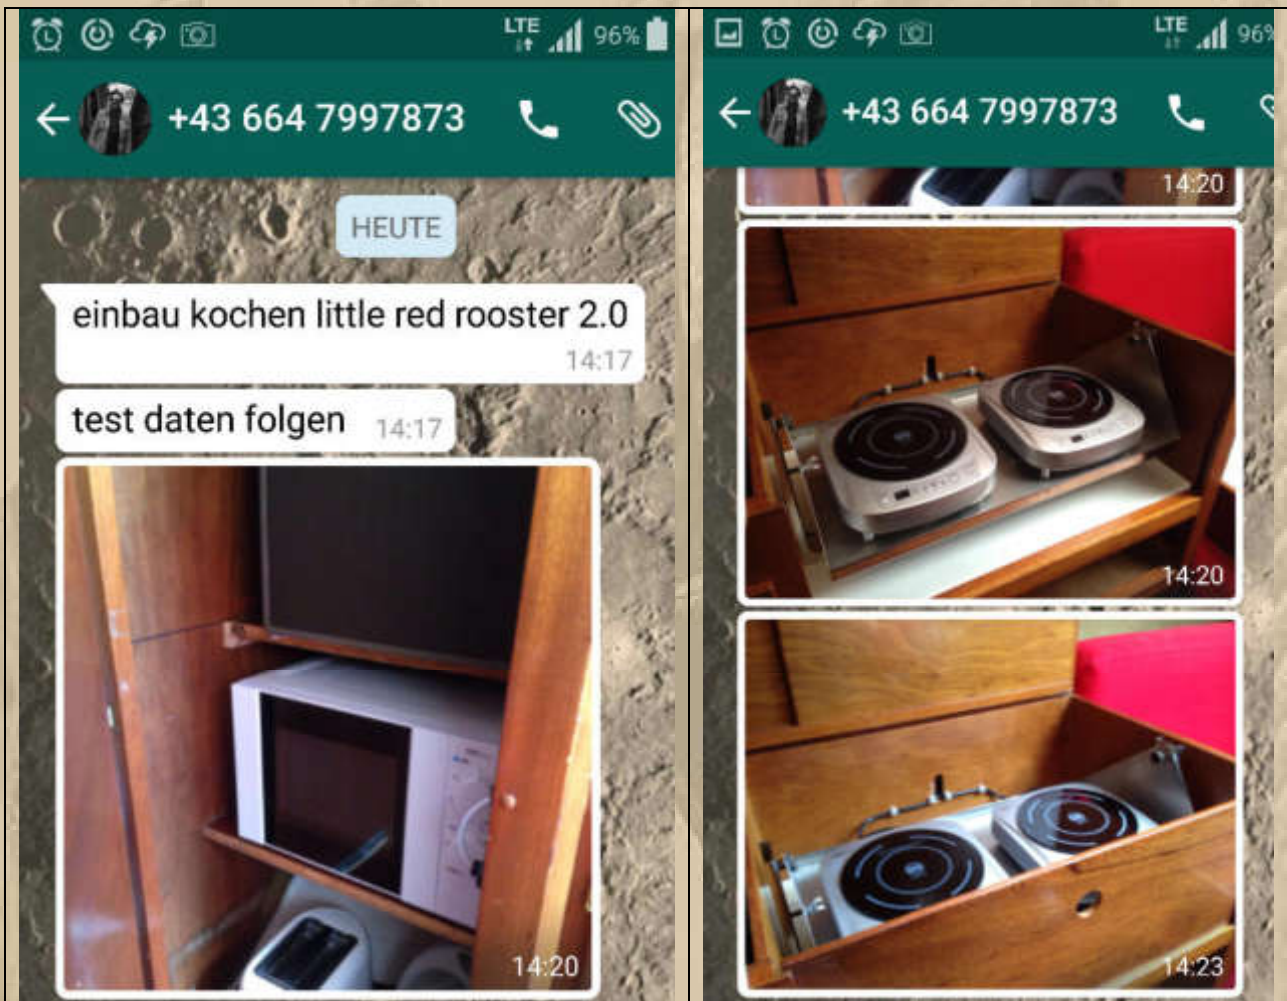 LTE 96%
+43 664 7997873
HEUTE
einbau kochen little red rooster 2.0
14:17
test daten folgen 14:17
14:20
LTE 96%
+43 664 7997873
14:20
14:20
14:23